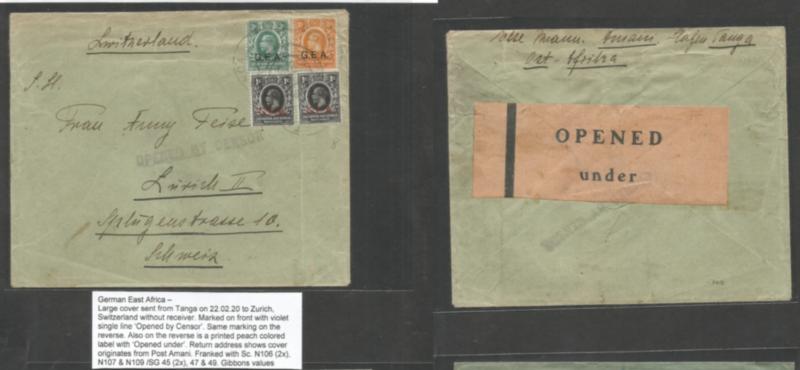 Switzerland.
G.E.A.
G.E.A.
S. H.
Frau Anny Feise
OPENED BY CENSOR
Zürich II
Splügenstrasse 10.
Schweiz
German East Africa –
Large cover sent from Tanga on 22.02.20 to Zurich,
Switzerland without receiver. Marked on front with violet
single line 'Opened by Censor'. Same marking on the
reverse. Also on the reverse is a printed peach colored
label with 'Opened under'. Return address shows cover
originates from Post Amani. Franked with Sc. N106 (2x),
N107 & N109 /SG 45 (2x), 47 & 49. Gibbons values
Amani Hafen Tanga
Ost-Afrika
OPENED
under